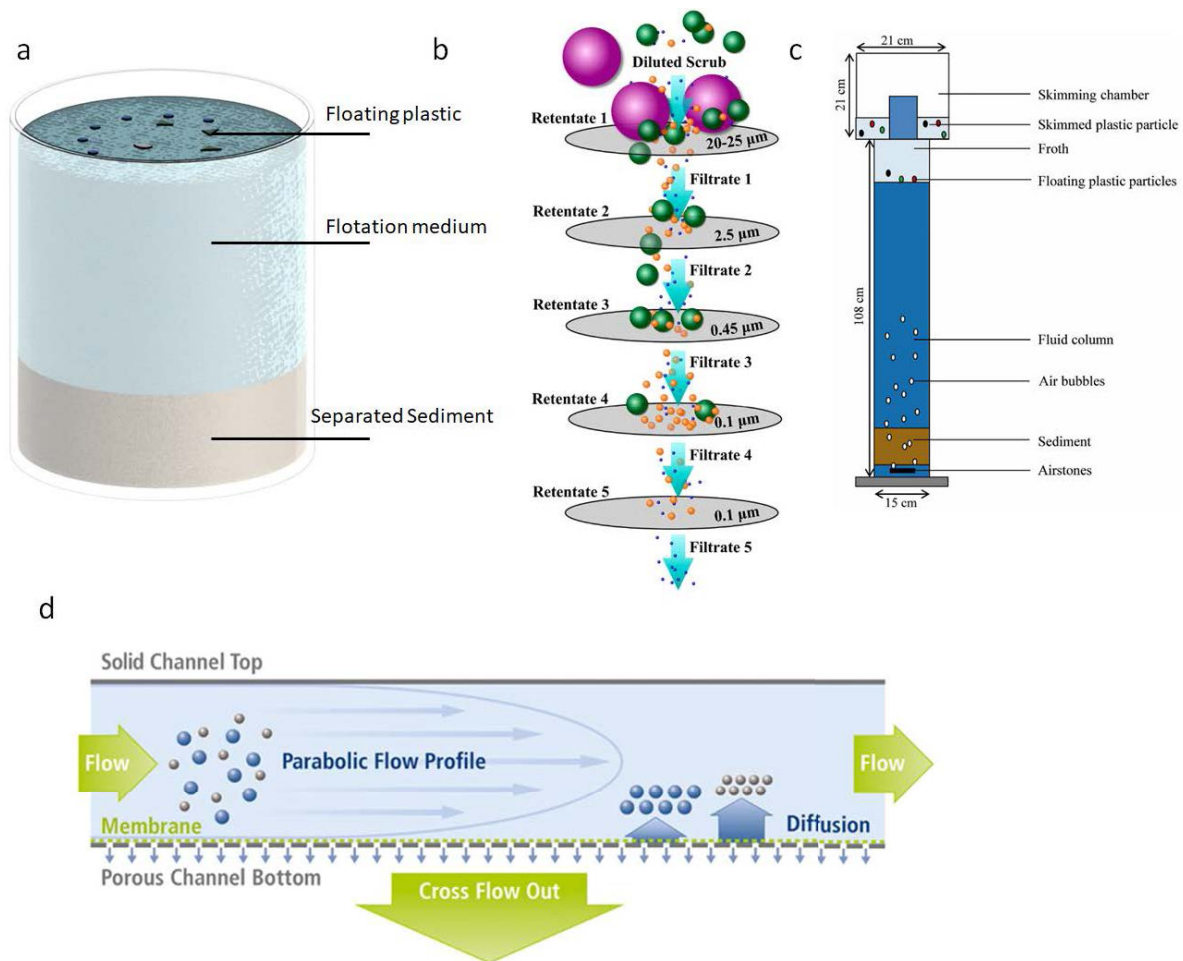 a
Floating plastic
Flotation medium
Separated Sediment
b
Diluted Scrub
Retentate 1
20-25 µm
Filtrate 1
Retentate 2
2.5 µm
Filtrate 2
Retentate 3
0.45 µm
Filtrate 3
Retentate 4
0.1 µm
Filtrate 4
Retentate 5
0.1 µm
Filtrate 5
c
21 cm
21 cm
Skimming chamber
Skimmed plastic particle
Froth
Floating plastic particles
108 cm
Fluid column
Air bubbles
Sediment
Airstones
15 cm
d
Solid Channel Top
Flow
Parabolic Flow Profile
Flow
Membrane
Diffusion
Porous Channel Bottom
Cross Flow Out